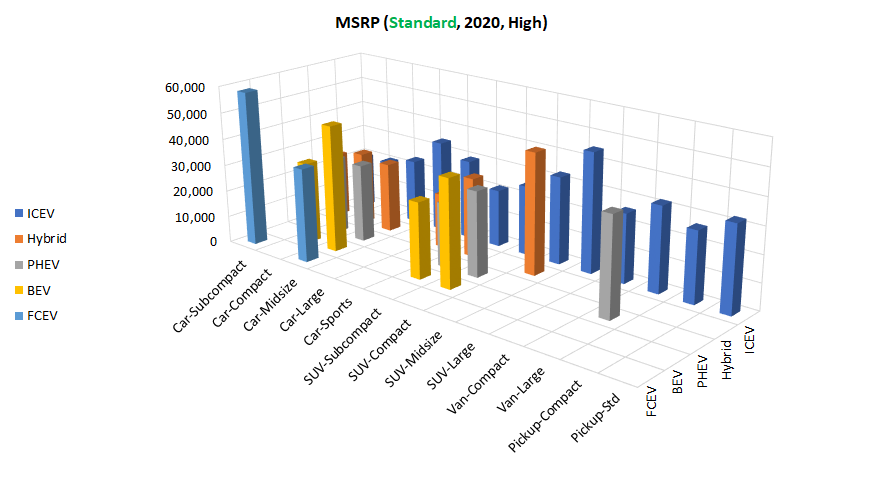 MSRP (Standard, 2020, High)
60,000
50,000
40,000
30,000
20,000
10,000
0
ICEV
Hybrid
PHEV
BEV
FCEV
Car-Subcompact
Car-Compact
Car-Midsize
Car-Large
Car-Sports
SUV-Subcompact
SUV-Compact
SUV-Midsize
SUV-Large
Van-Compact
Van-Large
Pickup-Compact
Pickup-Std
FCEV
BEV
PHEV
Hybrid
ICEV